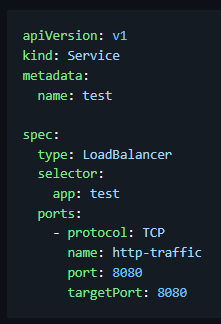 apiVersion: v1
kind: Service
metadata:
  name: test

spec:
  type: LoadBalancer
  selector:
    app: test
  ports:
    - protocol: TCP
      name: http-traffic
      port: 8080
      targetPort: 8080